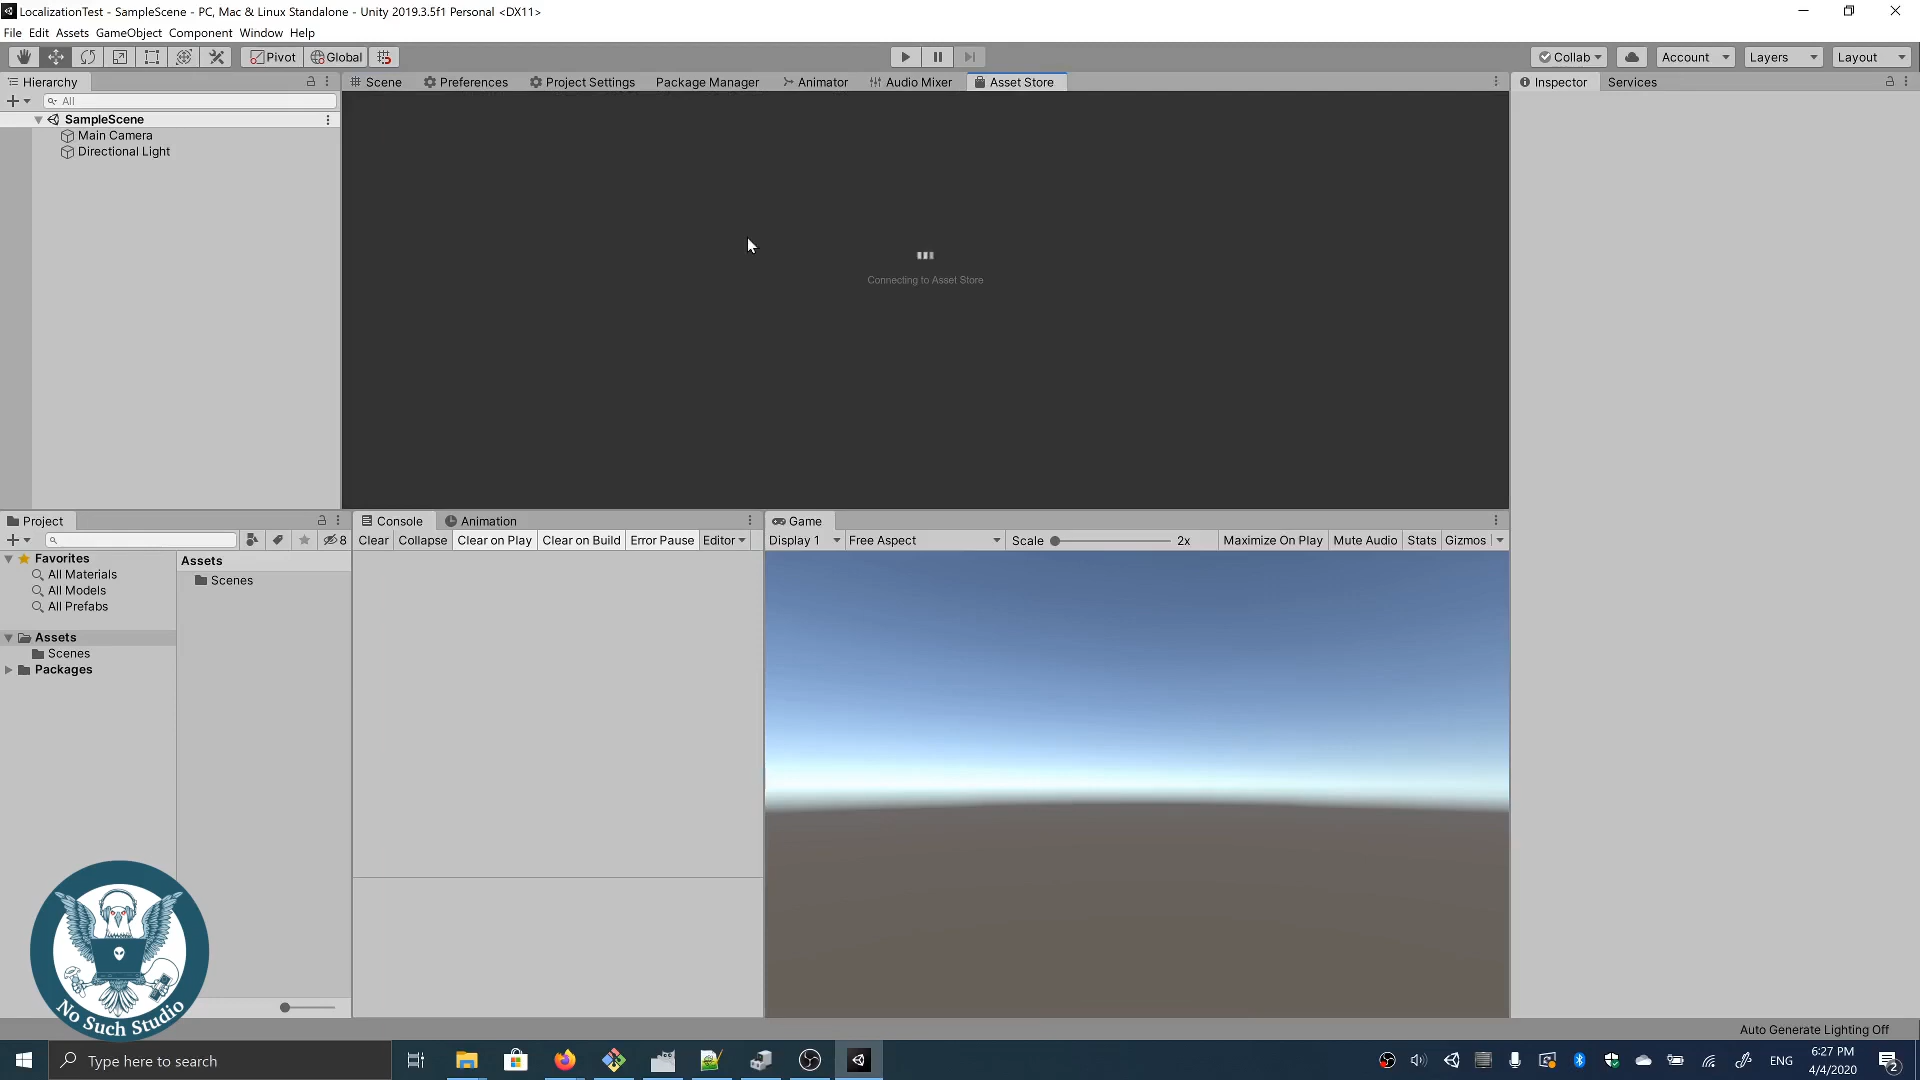 LocalizationTest - SampleScene - PC, Mac & Linux Standalone - Unity 2019.3.5f1 Personal <DX11>
File Edit Assets GameObject Component Window Help
Pivot Global Collab Account Layers Layout
Hierarchy Scene Preferences Project Settings Package Manager Animator Audio Mixer Asset Store Inspector Services
All
SampleScene
Main Camera
Directional Light
Connecting to Asset Store
Project Console Animation Game
8 Clear Collapse Clear on Play Clear on Build Error Pause Editor Display 1 Free Aspect Scale 2x Maximize On Play Mute Audio Stats Gizmos
Favorites
All Materials
All Models
All Prefabs
Assets
Scenes
Packages
Assets
Scenes
No Such Studio
Auto Generate Lighting Off
Type here to search
ENG
6:27 PM
4/4/2020
2